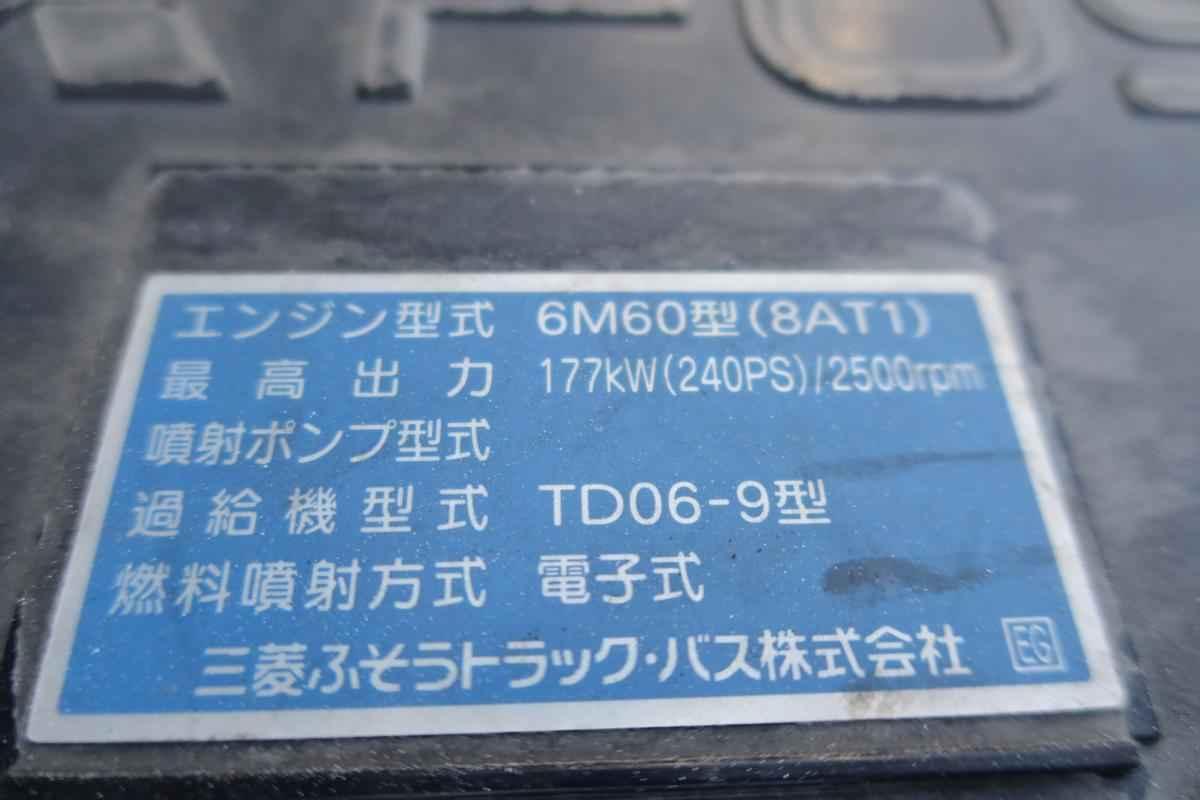 エンジン型式 6M60型(8AT1)
最高出力 177kW(240PS)/2500rpm
噴射ポンプ型式
過給機型式 TD06-9型
燃料噴射方式 電子式
三菱ふそうトラック・バス株式会社 EG